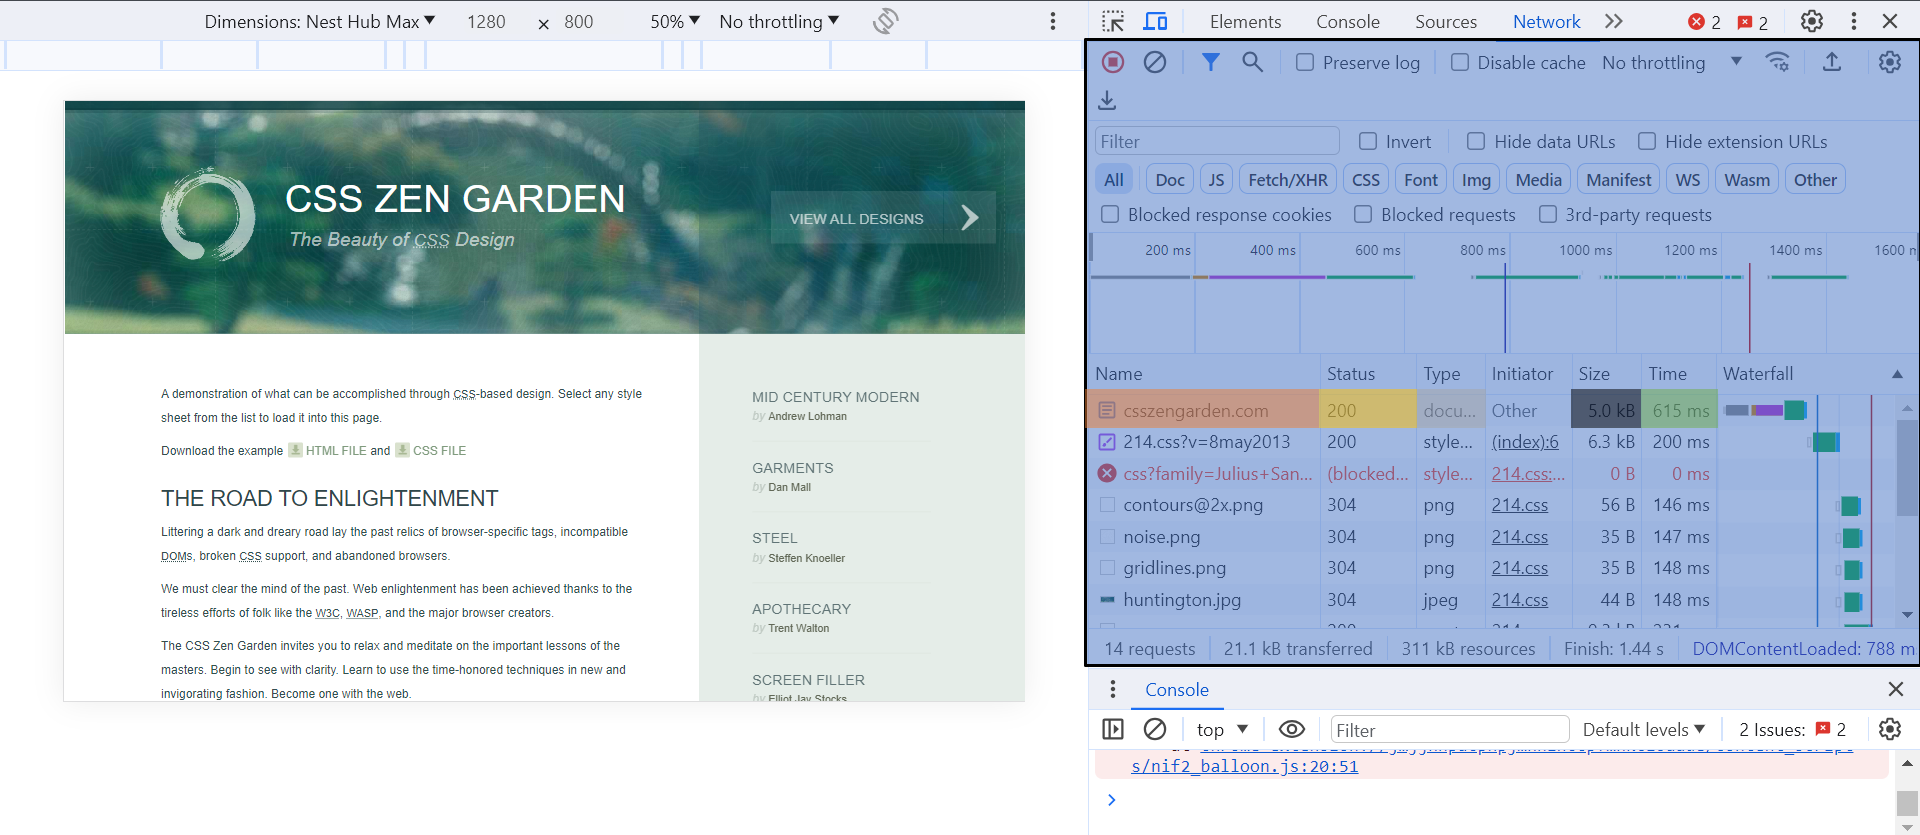 Dimensions: Nest Hub Max 1280 × 800 50% No throttling
Elements Console Sources Network 2 2
Preserve log Disable cache No throttling
Filter Invert Hide data URLs Hide extension URLs
All Doc JS Fetch/XHR CSS Font Img Media Manifest WS Wasm Other
Blocked response cookies Blocked requests 3rd-party requests
200 ms 400 ms 600 ms 800 ms 1000 ms 1200 ms 1400 ms 1600 n
Name Status Type Initiator Size Time Waterfall
csszengarden.com 200 docu... Other 5.0 kB 615 ms
214.css?v=8may2013 200 style... (index):6 6.3 kB 200 ms
css?family=Julius+San... (blocked... style... 214.css:... 0 B 0 ms
contours@2x.png 304 png 214.css 56 B 146 ms
noise.png 304 png 214.css 35 B 147 ms
gridlines.png 304 png 214.css 35 B 148 ms
huntington.jpg 304 jpeg 214.css 44 B 148 ms
14 requests 21.1 kB transferred 311 kB resources Finish: 1.44 s DOMContentLoaded: 788 m
Console
top Filter Default levels 2 Issues: 2
s/nif2_balloon.js:20:51
CSS ZEN GARDEN
The Beauty of CSS Design
VIEW ALL DESIGNS
A demonstration of what can be accomplished through CSS-based design. Select any style
sheet from the list to load it into this page.
Download the example HTML FILE and CSS FILE
THE ROAD TO ENLIGHTENMENT
Littering a dark and dreary road lay the past relics of browser-specific tags, incompatible
DOMs, broken CSS support, and abandoned browsers.
We must clear the mind of the past. Web enlightenment has been achieved thanks to the
tireless efforts of folk like the W3C, WASP, and the major browser creators.
The CSS Zen Garden invites you to relax and meditate on the important lessons of the
masters. Begin to see with clarity. Learn to use the time-honored techniques in new and
invigorating fashion. Become one with the web.
MID CENTURY MODERN
by Andrew Lohman
GARMENTS
by Dan Mall
STEEL
by Steffen Knoeller
APOTHECARY
by Trent Walton
SCREEN FILLER
by Elliot Jay Stocks